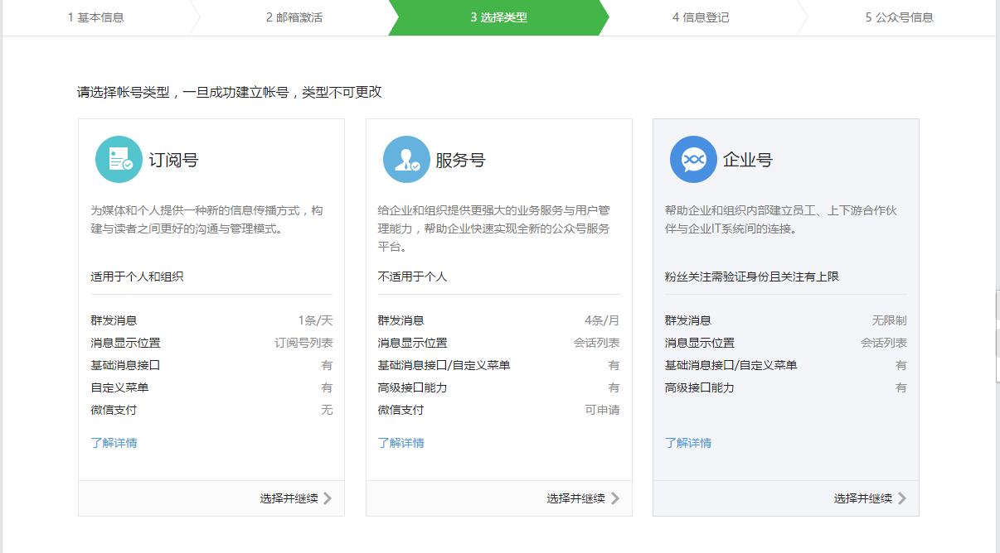 1 基本信息
2 邮箱激活
3 选择类型
4 信息登记
5 公众号信息
请选择帐号类型，一旦成功建立帐号，类型不可更改
订阅号
为媒体和个人提供一种新的信息传播方式，构
建与读者之间更好的沟通与管理模式。
适用于个人和组织
群发消息 1条/天
消息显示位置 订阅号列表
基础消息接口 有
自定义菜单 有
微信支付 无
了解详情
选择并继续
服务号
给企业和组织提供更强大的业务服务与用户管
理能力，帮助企业快速实现全新的公众号服务
平台。
不适用于个人
群发消息 4条/月
消息显示位置 会话列表
基础消息接口/自定义菜单 有
高级接口能力 有
微信支付 可申请
了解详情
选择并继续
企业号
帮助企业和组织内部建立员工、上下游合作伙
伴与企业IT系统间的连接。
粉丝关注需验证身份且关注有上限
群发消息 无限制
消息显示位置 会话列表
基础消息接口/自定义菜单 有
高级接口能力 有
了解详情
选择并继续